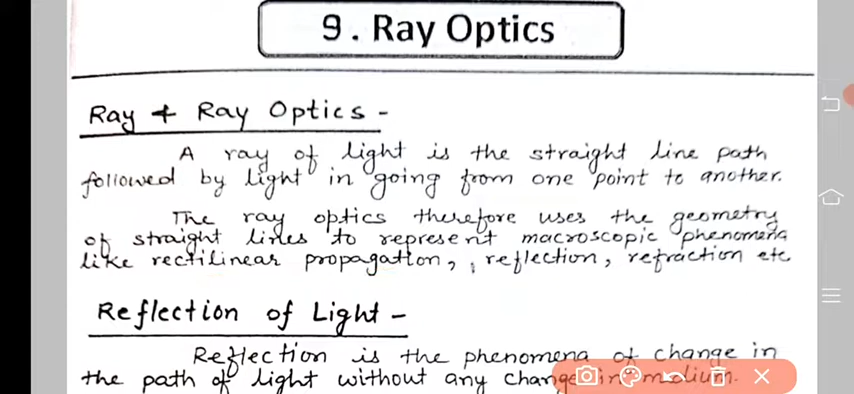 9. Ray Optics
Ray & Ray Optics -
A ray of light is the straight line path
followed by light in going from one point to another.
The ray optics therefore uses the geometry
of straight lines to represent macroscopic phenomena
like rectilinear propagation, reflection, refraction etc
Reflection of Light -
Reflection is the phenomena of change in
the path of light without any change in medium.